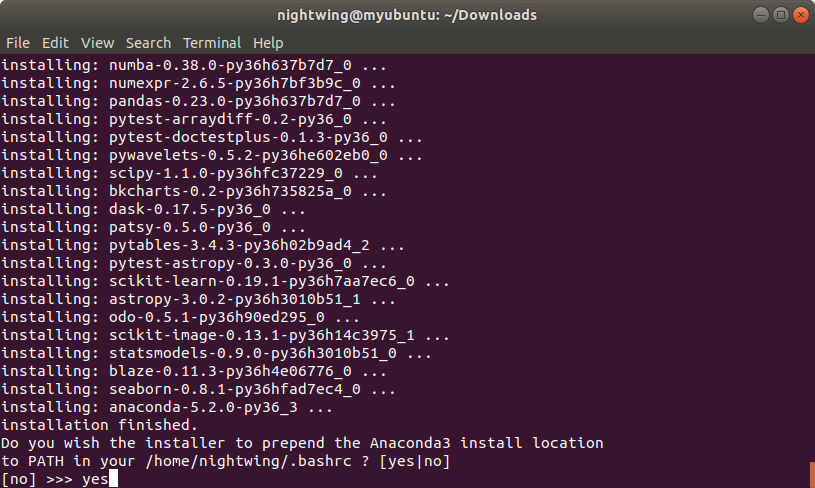 nightwing@myubuntu: ~/Downloads
File Edit View Search Terminal Help
installing: numba-0.38.0-py36h637b7d7_0 ...
installing: numexpr-2.6.5-py36h7bf3b9c_0 ...
installing: pandas-0.23.0-py36h637b7d7_0 ...
installing: pytest-arraydiff-0.2-py36_0 ...
installing: pytest-doctestplus-0.1.3-py36_0 ...
installing: pywavelets-0.5.2-py36he602eb0_0 ...
installing: scipy-1.1.0-py36hfc37229_0 ...
installing: bkcharts-0.2-py36h735825a_0 ...
installing: dask-0.17.5-py36_0 ...
installing: patsy-0.5.0-py36_0 ...
installing: pytables-3.4.3-py36h02b9ad4_2 ...
installing: pytest-astropy-0.3.0-py36_0 ...
installing: scikit-learn-0.19.1-py36h7aa7ec6_0 ...
installing: astropy-3.0.2-py36h3010b51_1 ...
installing: odo-0.5.1-py36h90ed295_0 ...
installing: scikit-image-0.13.1-py36h14c3975_1 ...
installing: statsmodels-0.9.0-py36h3010b51_0 ...
installing: blaze-0.11.3-py36h4e06776_0 ...
installing: seaborn-0.8.1-py36hfad7ec4_0 ...
installing: anaconda-5.2.0-py36_3 ...
installation finished.
Do you wish the installer to prepend the Anaconda3 install location
to PATH in your /home/nightwing/.bashrc ? [yes|no]
[no] >>> yes